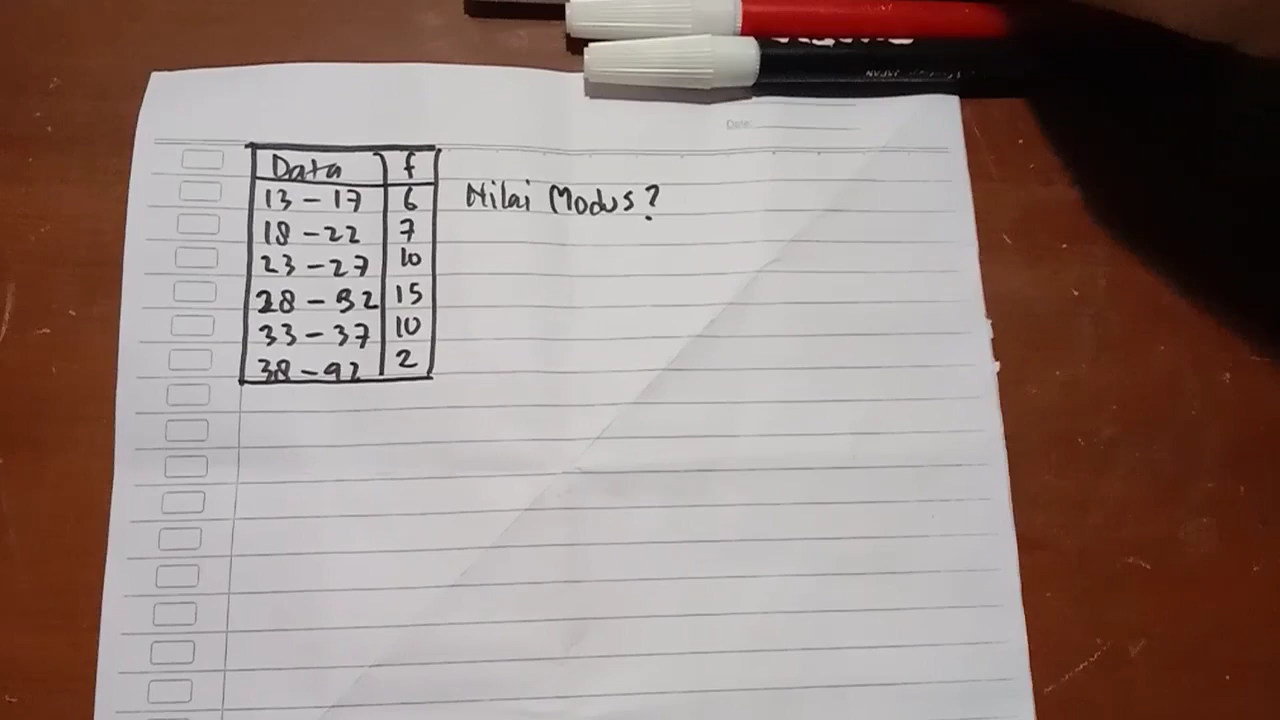 Date:
Data f
13 - 17 6
18 - 22 7
23 - 27 10
28 - 32 15
33 - 37 10
38 - 42 2
Nilai Modus?